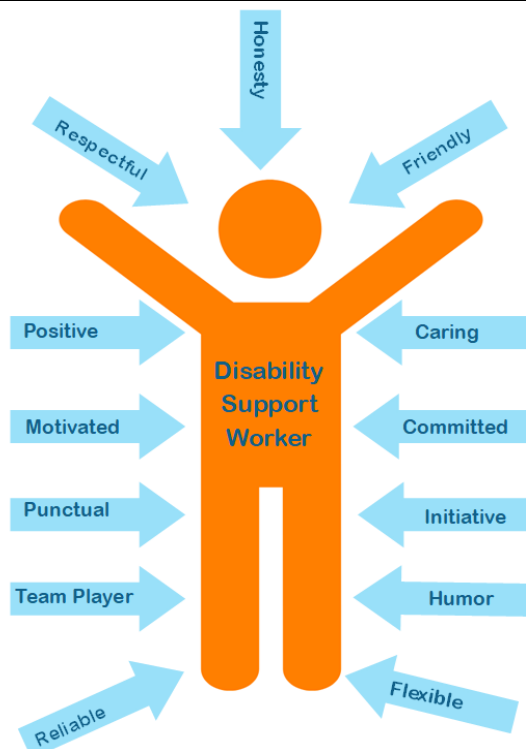 Honesty
Respectful
Friendly
Positive
Caring
Disability
Support
Worker
Motivated
Committed
Punctual
Initiative
Team Player
Humor
Reliable
Flexible